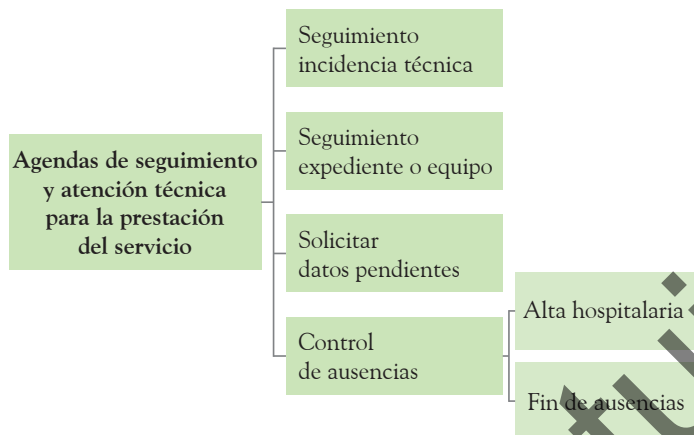 Seguimiento
incidencia técnica
Seguimiento
expediente o equipo
Agendas de seguimiento
y atención técnica
para la prestación
del servicio
Solicitar
datos pendientes
Control
de ausencias
Alta hospitalaria
Fin de ausencias